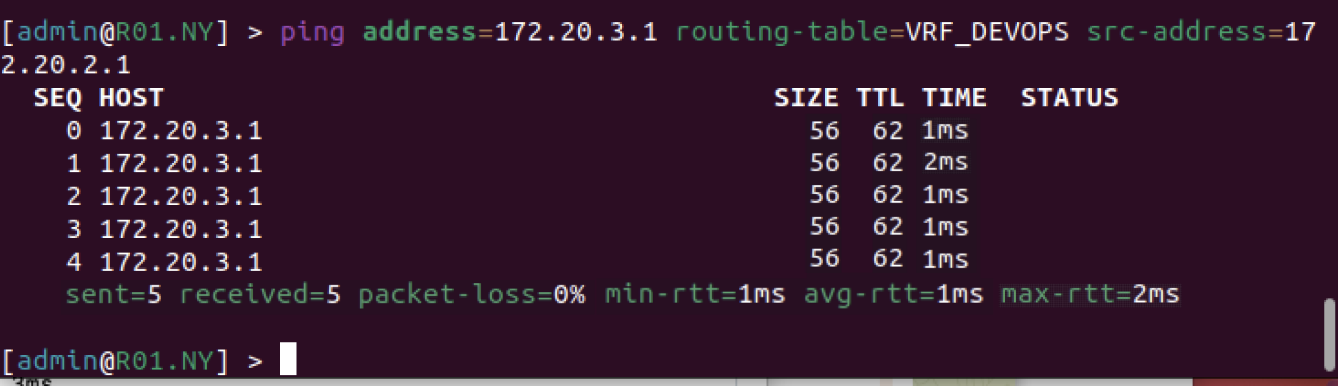 [admin@R01.NY] > ping address=172.20.3.1 routing-table=VRF_DEVOPS src-address=17
2.20.2.1
SEQ HOST SIZE TTL TIME STATUS
0 172.20.3.1 56 62 1ms
1 172.20.3.1 56 62 2ms
2 172.20.3.1 56 62 1ms
3 172.20.3.1 56 62 1ms
4 172.20.3.1 56 62 1ms
sent=5 received=5 packet-loss=0% min-rtt=1ms avg-rtt=1ms max-rtt=2ms
[admin@R01.NY] >
3ms